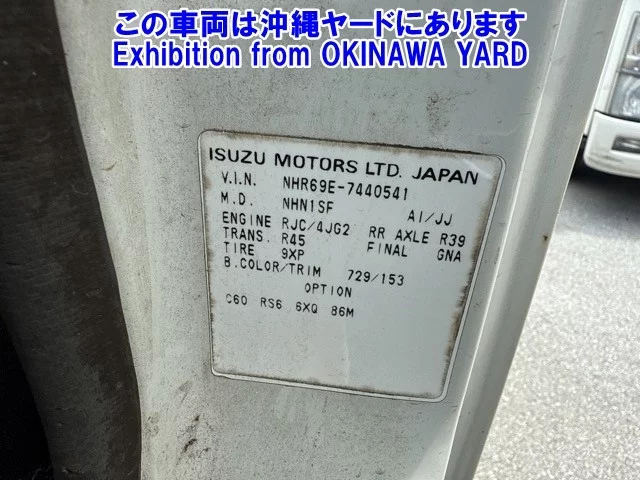 この車両は沖縄ヤードにあります
Exhibition from OKINAWA YARD
ISUZU MOTORS LTD. JAPAN
V.I.N. NHR69E-7440541
M.D. NHN1SF A1/JJ
ENGINE RJC/4JG2 RR AXLE R39
TRANS. R45 FINAL GNA
TIRE 9XP
B.COLOR/TRIM 729/153
OPTION
C60 RS6 6XQ 86M